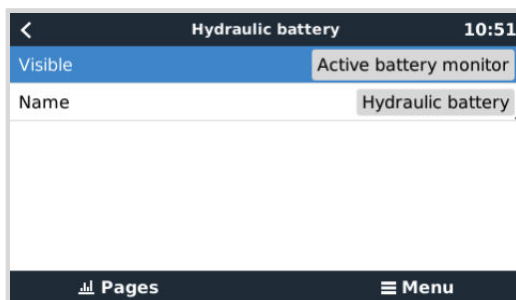 Hydraulic battery 10:51
Visible Active battery monitor
Name Hydraulic battery
Pages Menu